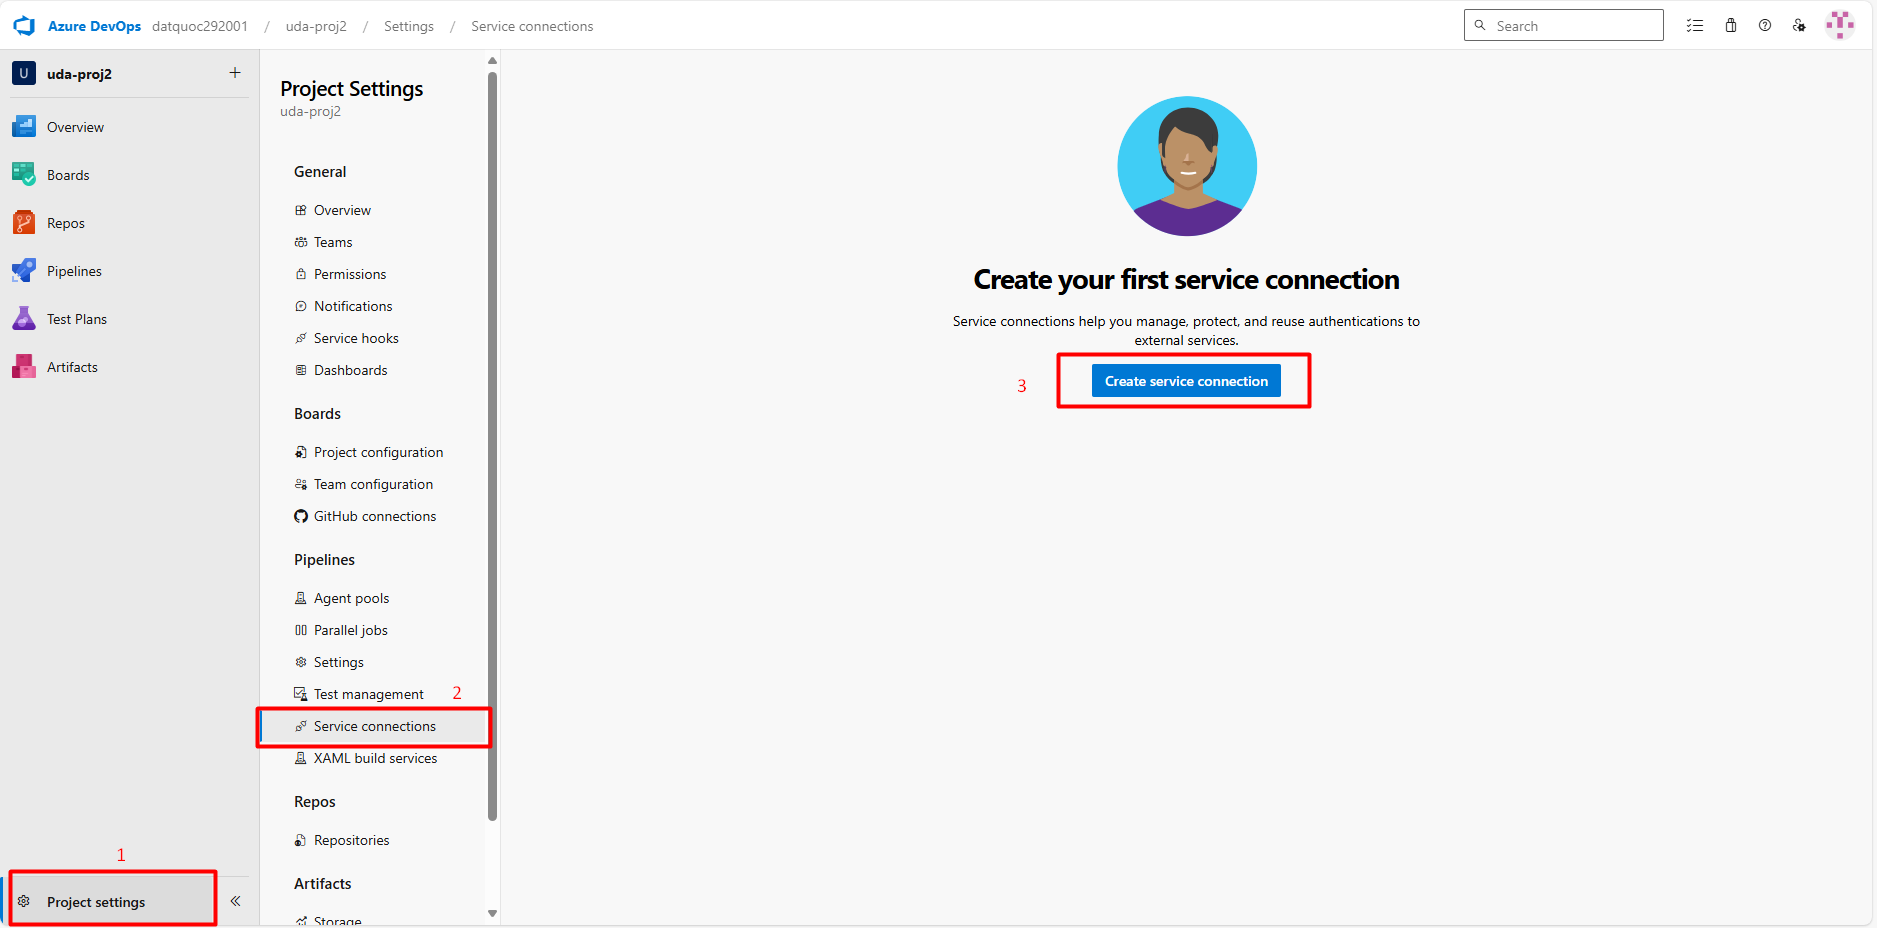 Azure DevOps datquoc292001 / uda-proj2 / Settings / Service connections
Search
U uda-proj2 +
Overview
Boards
Repos
Pipelines
Test Plans
Artifacts
1
Project settings
Project Settings
uda-proj2
General
Overview
Teams
Permissions
Notifications
Service hooks
Dashboards
Boards
Project configuration
Team configuration
GitHub connections
Pipelines
Agent pools
Parallel jobs
Settings
Test management
2
Service connections
XAML build services
Repos
Repositories
Artifacts
Storage
Create your first service connection
Service connections help you manage, protect, and reuse authentications to
external services.
3
Create service connection